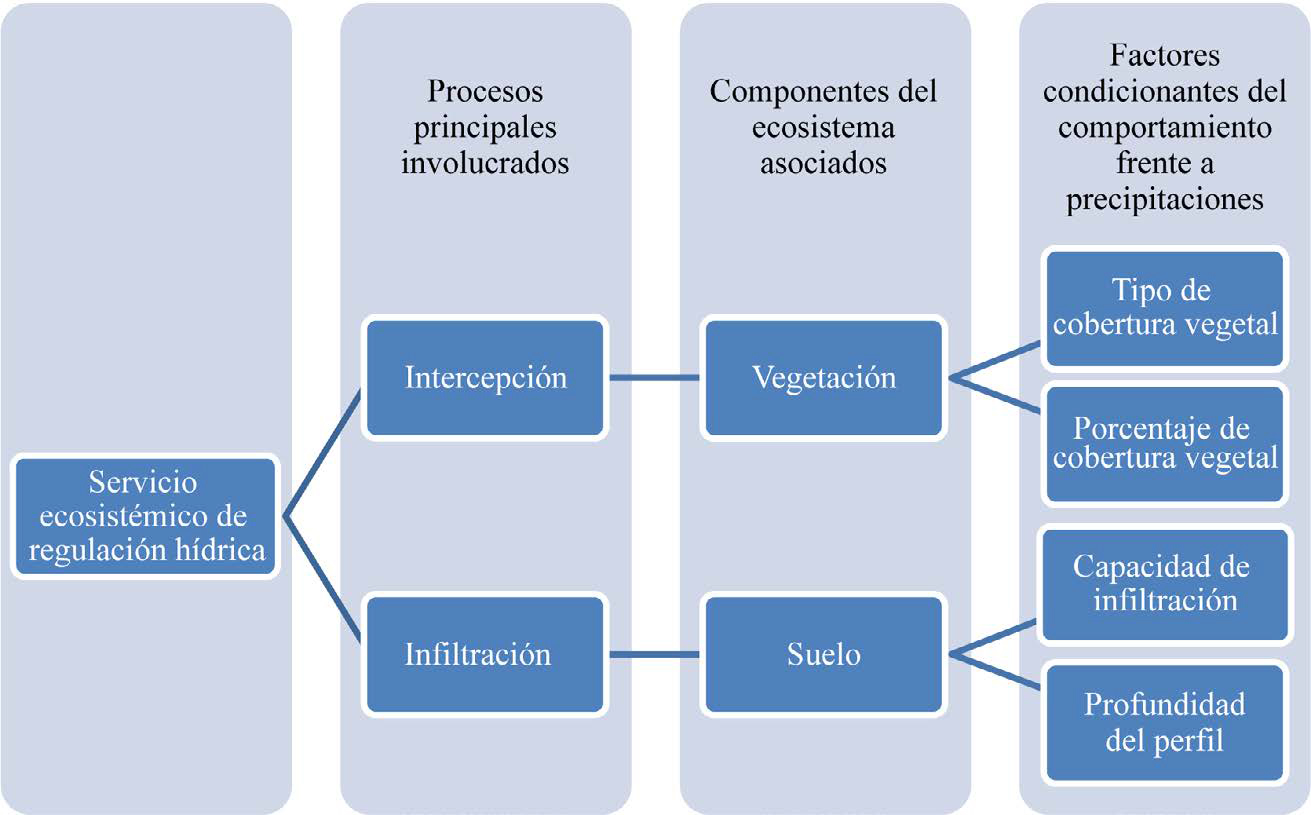 Procesos
principales
involucrados
Componentes del
ecosistema
asociados
Factores
condicionantes del
comportamiento
frente a
precipitaciones
Servicio
ecosistémico de
regulación hídrica
Intercepción
Vegetación
Tipo de
cobertura vegetal
Porcentaje de
cobertura vegetal
Infiltración
Suelo
Capacidad de
infiltración
Profundidad
del perfil